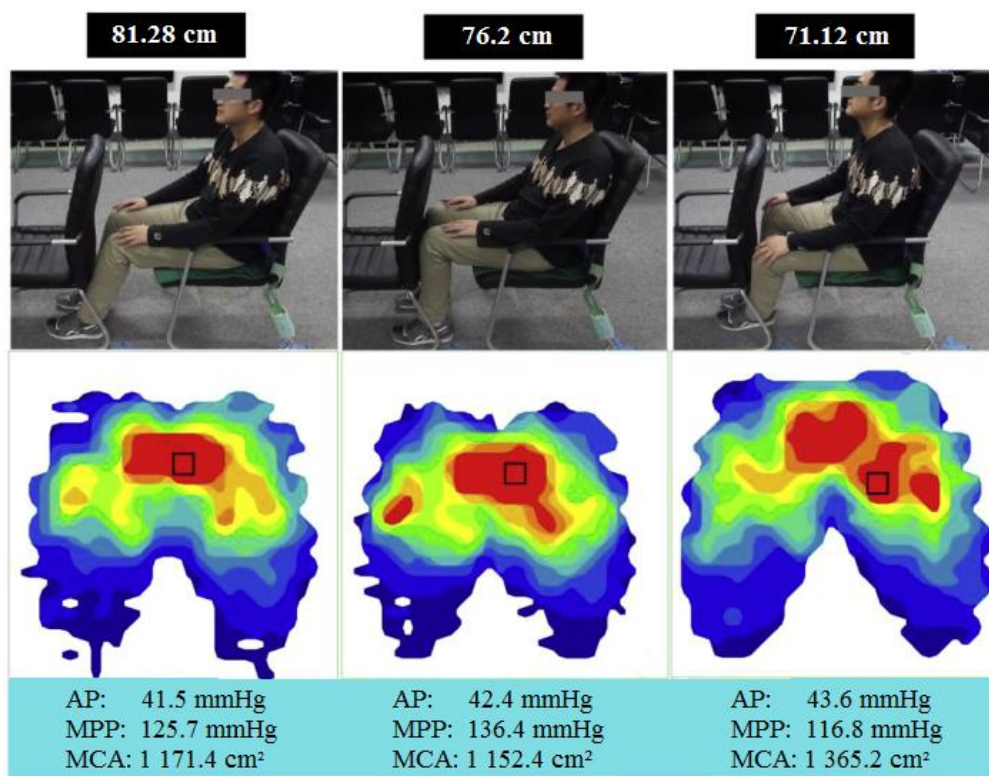 81.28 cm
76.2 cm
71.12 cm
AP: 41.5 mmHg
MPP: 125.7 mmHg
MCA: 1 171.4 cm²
AP: 42.4 mmHg
MPP: 136.4 mmHg
MCA: 1 152.4 cm²
AP: 43.6 mmHg
MPP: 116.8 mmHg
MCA: 1 365.2 cm²